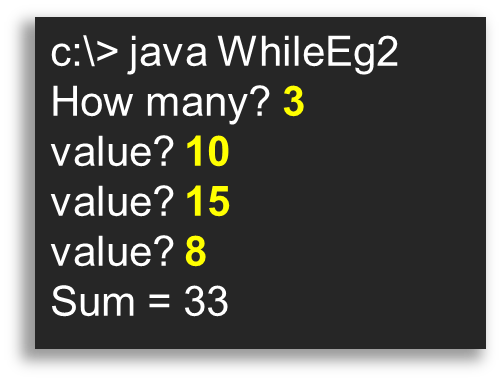 c:\> java WhileEg2
How many? 3
value? 10
value? 15
value? 8
Sum = 33